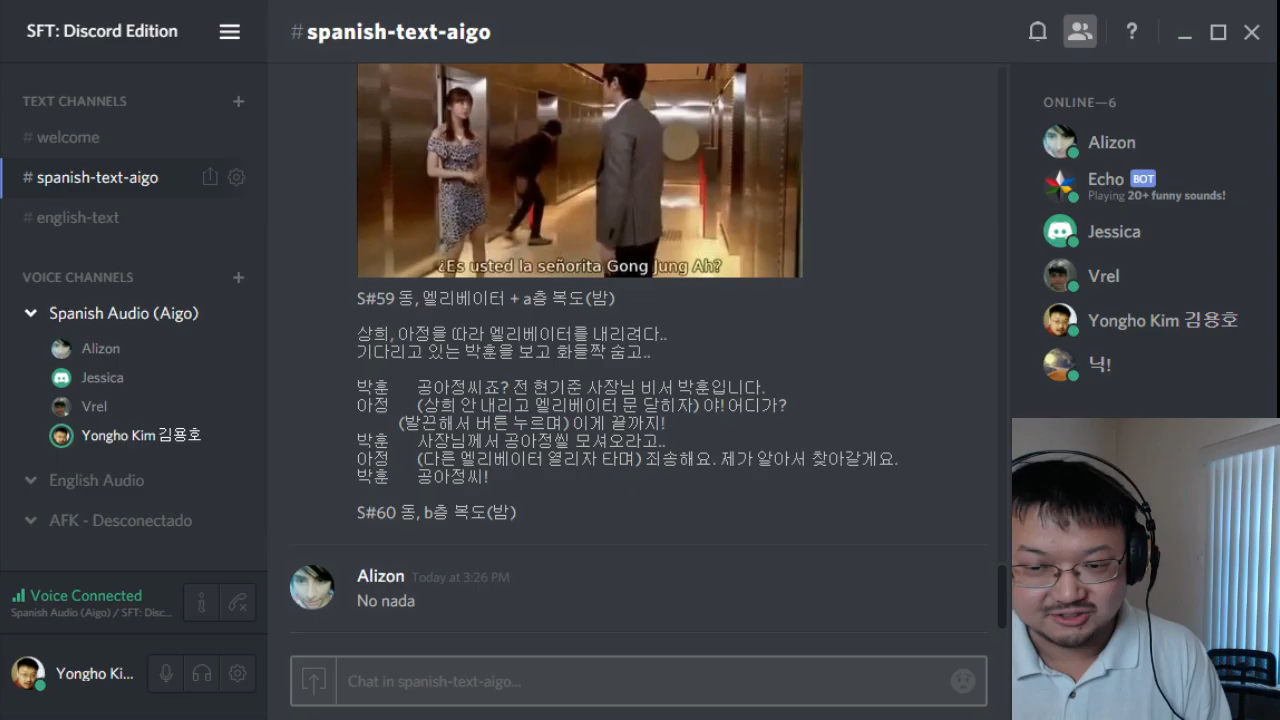 SFT: Discord Edition
TEXT CHANNELS
# welcome
# spanish-text-aigo
# english-text
VOICE CHANNELS
Spanish Audio (Aigo)
Alizon
Jessica
Vrel
Yongho Kim 김용호
English Audio
AFK - Desconectado
Voice Connected
Spanish Audio (Aigo) / SFT: Disc...
Yongho Ki...
# spanish-text-aigo
¿Es usted la señorita Gong Jung Ah?
S#59 동, 엘리베이터 + a층 복도(밤)
상희, 아정을 따라 엘리베이터를 내리려다..
기다리고 있는 박훈을 보고 화들짝 숨고..
박훈 공아정씨죠? 전 현기준 사장님 비서 박훈입니다.
아정 (상희 안 내리고 엘리베이터 문 닫히자) 야! 어디가?
(발끈해서 버튼 누르며) 이게 끝까지!
박훈 사장님께서 공아정씰 모셔오라고..
아정 (다른 엘리베이터 열리자 타며) 죄송해요. 제가 알아서 찾아갈게요.
박훈 공아정씨!
S#60 동, b층 복도(밤)
Alizon Today at 3:26 PM
No nada
Chat in spanish-text-aigo...
ONLINE—6
Alizon
Echo BOT
Playing 20+ funny sounds!
Jessica
Vrel
Yongho Kim 김용호
닉!